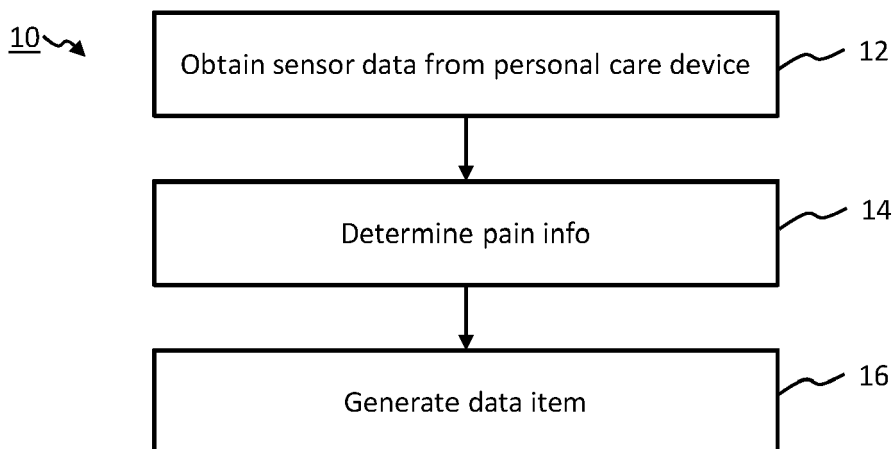 10
Obtain sensor data from personal care device
12
Determine pain info
14
Generate data item
16